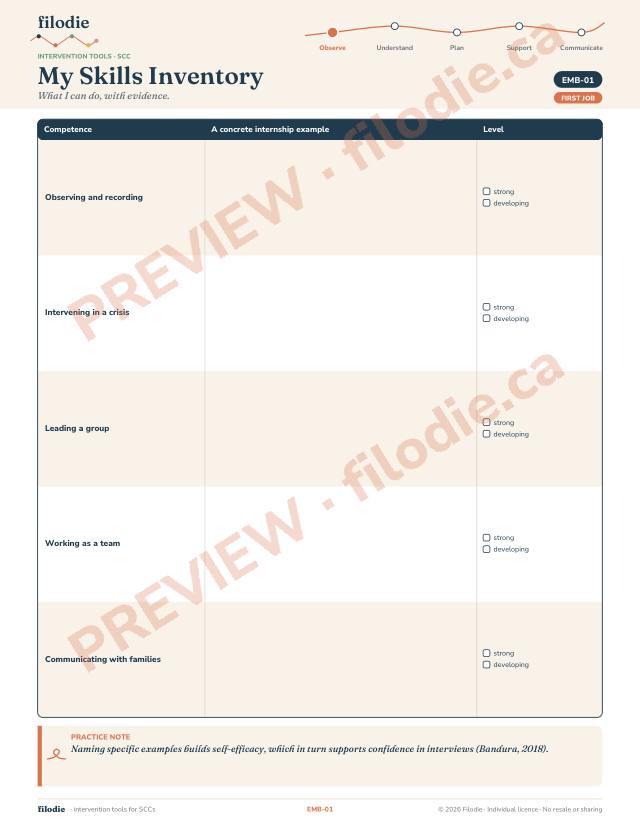 filodie
Observe Understand Plan Support Communicate
INTERVENTION TOOLS · SCC
My Skills Inventory
What I can do, with evidence.
EMB-01
FIRST JOB
Competence A concrete internship example Level
Observing and recording
strong
developing
Intervening in a crisis
strong
developing
Leading a group
strong
developing
Working as a team
strong
developing
Communicating with families
strong
developing
PREVIEW · filodie.ca
PREVIEW · filodie.ca
PRACTICE NOTE
Naming specific examples builds self-efficacy, which in turn supports confidence in interviews (Bandura, 2018).
filodie · intervention tools for SCCs EMB-01 © 2026 Filodie · Individual licence · No resale or sharing